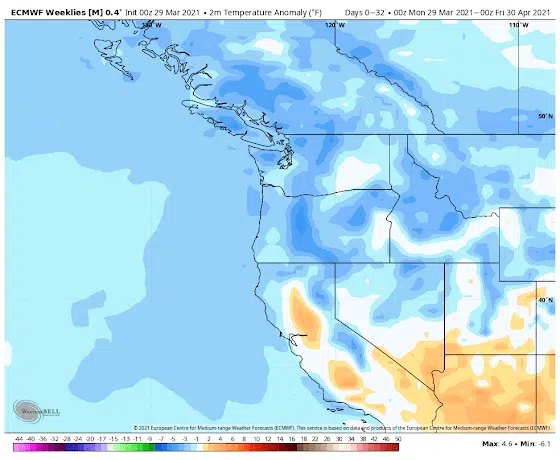 ECMWF Weeklies [M] 0.4° Init 00z 29 Mar 2021 • 2m Temperature Anomaly (°F) Days 0−32 • 00z Mon 29 Mar 2021−00z Fri 30 Apr 2021
120°W 110°W
50°N
40°N
WEATHERBELL
© 2021 European Centre for Medium-range Weather Forecasts (ECMWF). This service is based on data and products of the European Centre for Medium-range Weather Forecasts (ECMWF).
-44 -40 -36 -32 -28 -24 -20 -17 -15 -13 -11 -9 -7 -5 -3 -1 2 4 6 8 10 12 14 16 18 22 26 30 34 38 42 46 50
Max: 4.6 • Min: -6.1